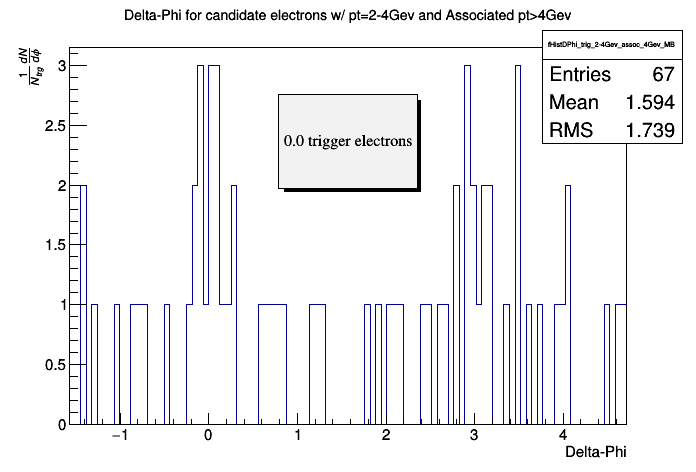 Delta-Phi for candidate electrons w/ pt=2-4Gev and Associated pt>4Gev
fHistDPhi_trig_2-4Gev_assoc_4Gev_MB
Entries 67
Mean 1.594
RMS 1.739
1/N_trg dN/dϕ
0.0 trigger electrons
3
2.5
2
1.5
1
0.5
0
−1 0 1 2 3 4
Delta-Phi